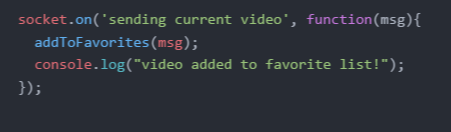 socket.on('sending current video', function(msg){
  addToFavorites(msg);
  console.log("video added to favorite list!");
});